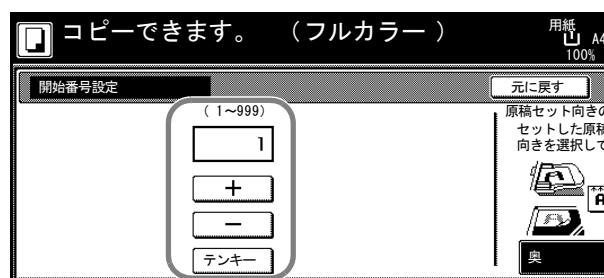 コピーできます。 （フルカラー ）
用紙
A4
100%
開始番号設定
元に戻す
( 1~999)
1
+
−
テンキー
原稿セット向きの
セットした原稿
向きを選択して
奥